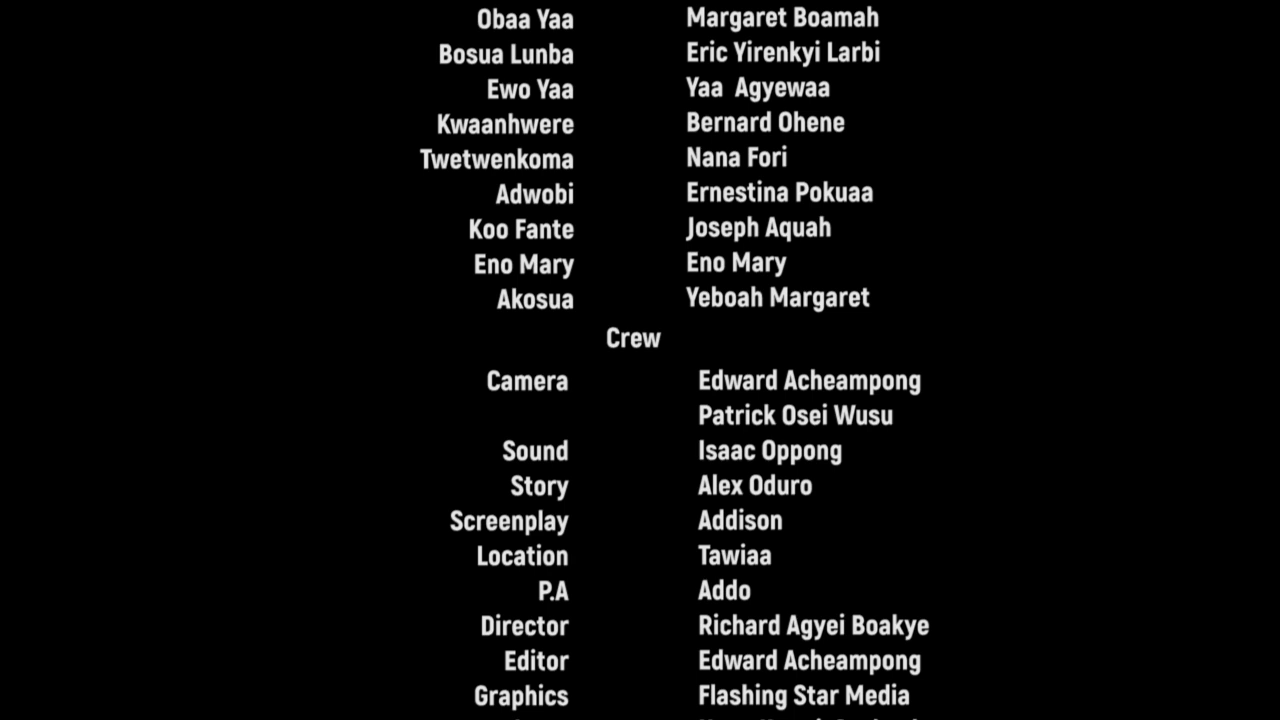 Obaa Yaa Margaret Boamah
Bosua Lunba Eric Yirenkyi Larbi
Ewo Yaa Yaa Agyewaa
Kwaanhwere Bernard Ohene
Twetwenkoma Nana Fori
Adwobi Ernestina Pokuaa
Koo Fante Joseph Aquah
Eno Mary Eno Mary
Akosua Yeboah Margaret
Crew
Camera Edward Acheampong
Patrick Osei Wusu
Sound Isaac Oppong
Story Alex Oduro
Screenplay Addison
Location Tawiaa
P.A Addo
Director Richard Agyei Boakye
Editor Edward Acheampong
Graphics Flashing Star Media